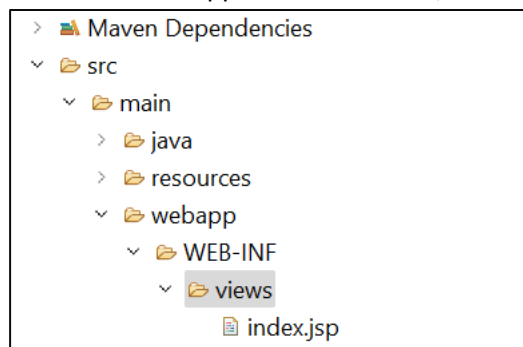 Maven Dependencies
src
main
java
resources
webapp
WEB-INF
views
index.jsp